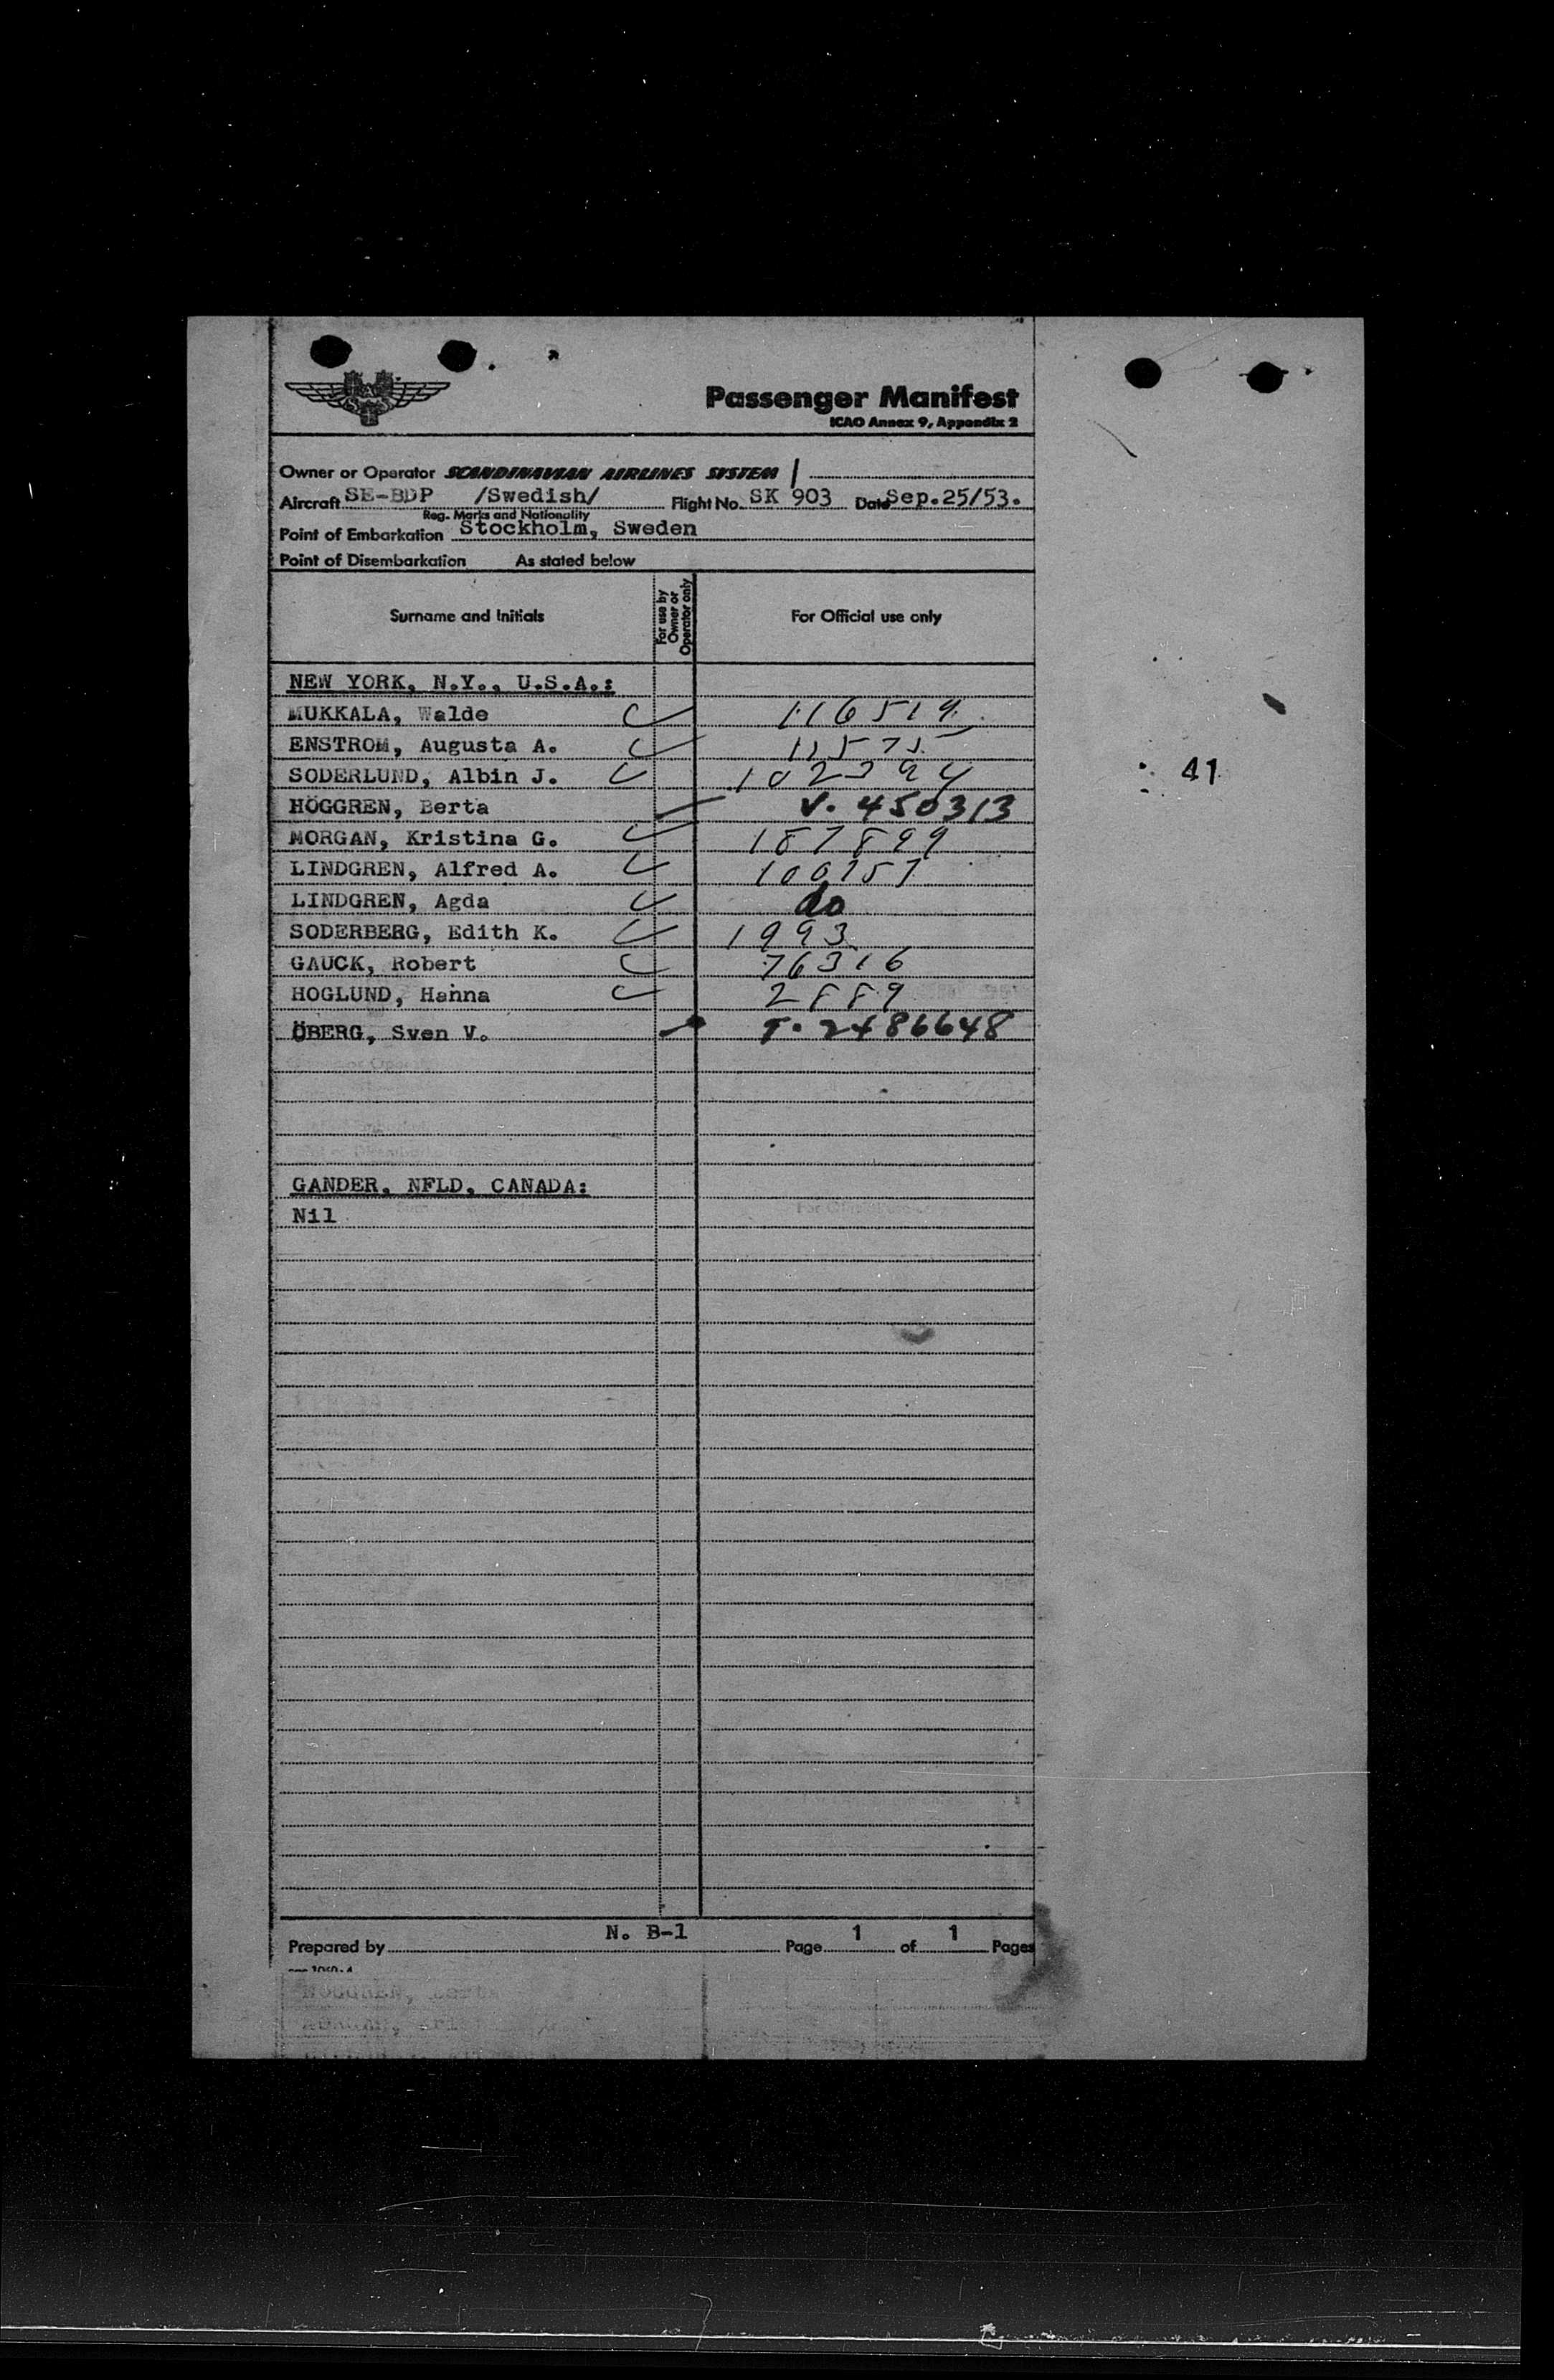 Passenger Manifest
ICAO Annex 9, Appendix 2
Owner or Operator SCANDINAVIAN AIRLINES SYSTEM
Aircraft SE-BDP /Swedish/ Flight No. SK 903 Date Sep.25/53.
Reg. Marks and Nationality
Point of Embarkation Stockholm, Sweden
Point of Disembarkation As stated below
Surname and Initials For use by Owner or Operator only For Official use only
NEW YORK, N.Y., U.S.A.:
MUKKALA, Walde 116519
ENSTROM, Augusta A.
SODERLUND, Albin J. 102394
41
HÖGGREN, Berta V. 450313
MORGAN, Kristina G. 187899
LINDGREN, Alfred A.
LINDGREN, Agda do
SODERBERG, Edith K. 1993
GAUCK, Robert 76316
HOGLUND, Hanna 2889
ÖBERG, Sven V. T. 2486648
GANDER, NFLD, CANADA:
Nil
N. B-1
Prepared by Page 1 of 1 Pages